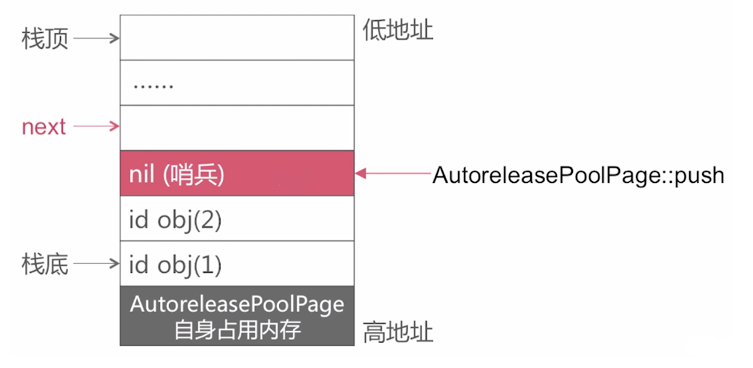 栈顶
低地址
······
next
nil (哨兵)
AutoreleasePoolPage::push
id obj(2)
栈底
id obj(1)
AutoreleasePoolPage
自身占用内存
高地址